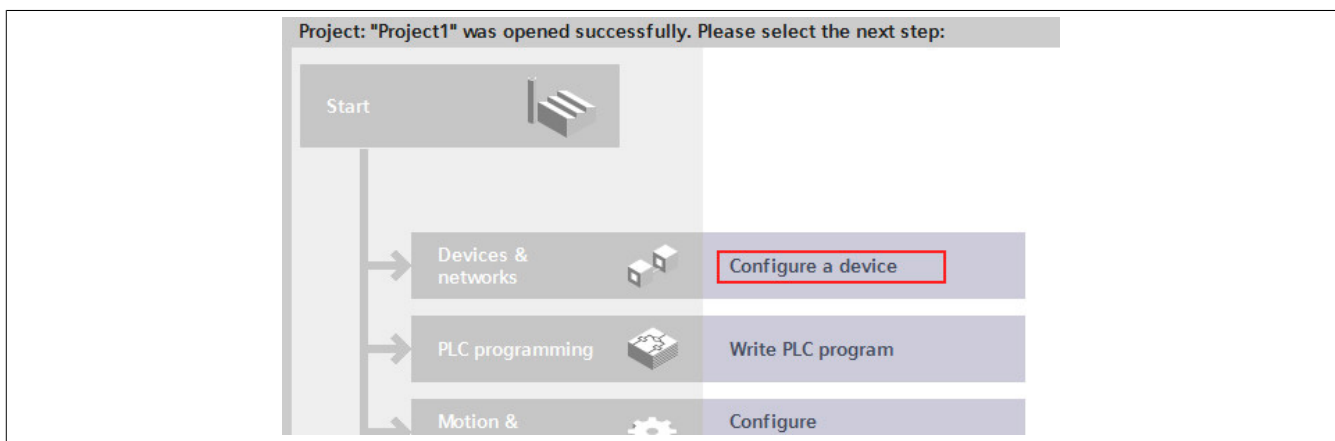 Project: "Project1" was opened successfully. Please select the next step:
Start
Devices &
networks
Configure a device
PLC programming
Write PLC program
Motion &
Configure